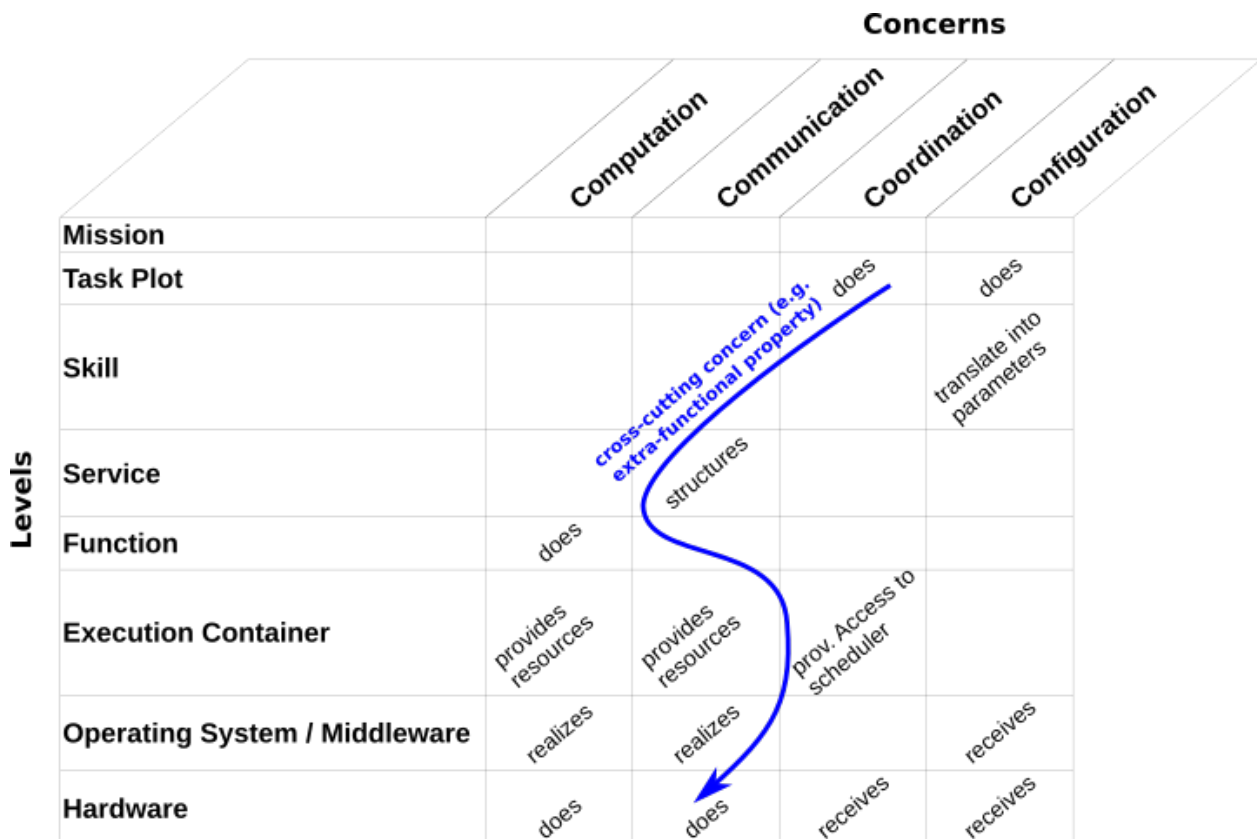 Concerns
Computation
Communication
Coordination
Configuration
Levels
Mission
Task Plot
does
does
cross-cutting concern (e.g.
extra-functional property)
Skill
translate into
parameters
Service
structures
Function
does
Execution Container
provides
resources
provides
resources
prov. Access to
scheduler
Operating System / Middleware
realizes
realizes
receives
Hardware
does
does
receives
receives